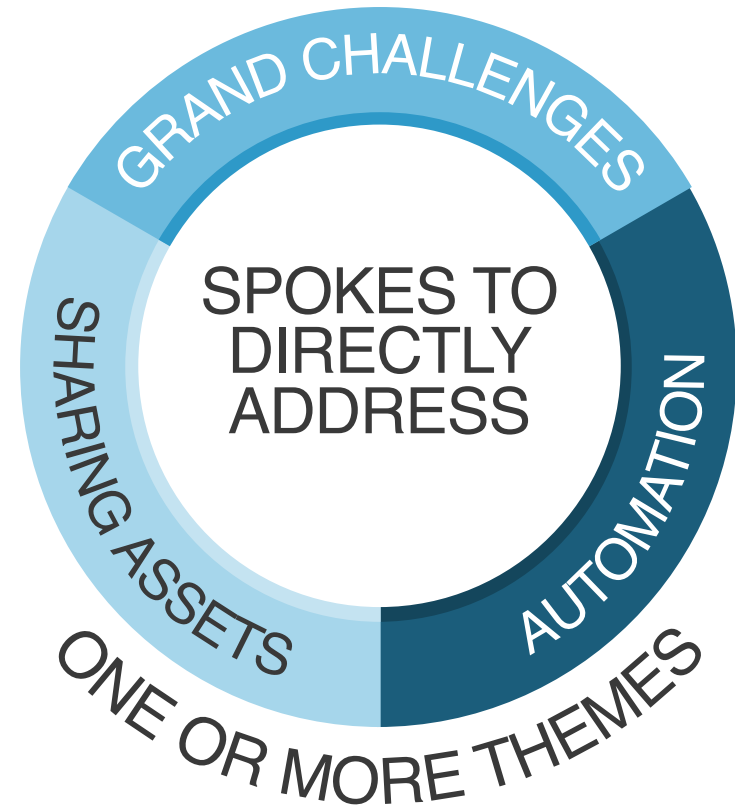 GRAND CHALLENGES
SPOKES TO
DIRECTLY
ADDRESS
SHARING ASSETS
AUTOMATION
ONE OR MORE THEMES